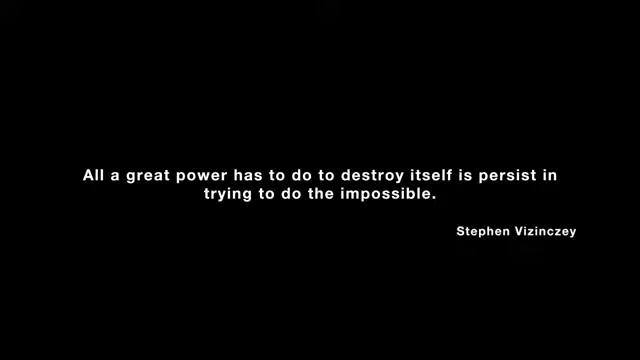 All a great power has to do to destroy itself is persist in
trying to do the impossible.
Stephen Vizinczey